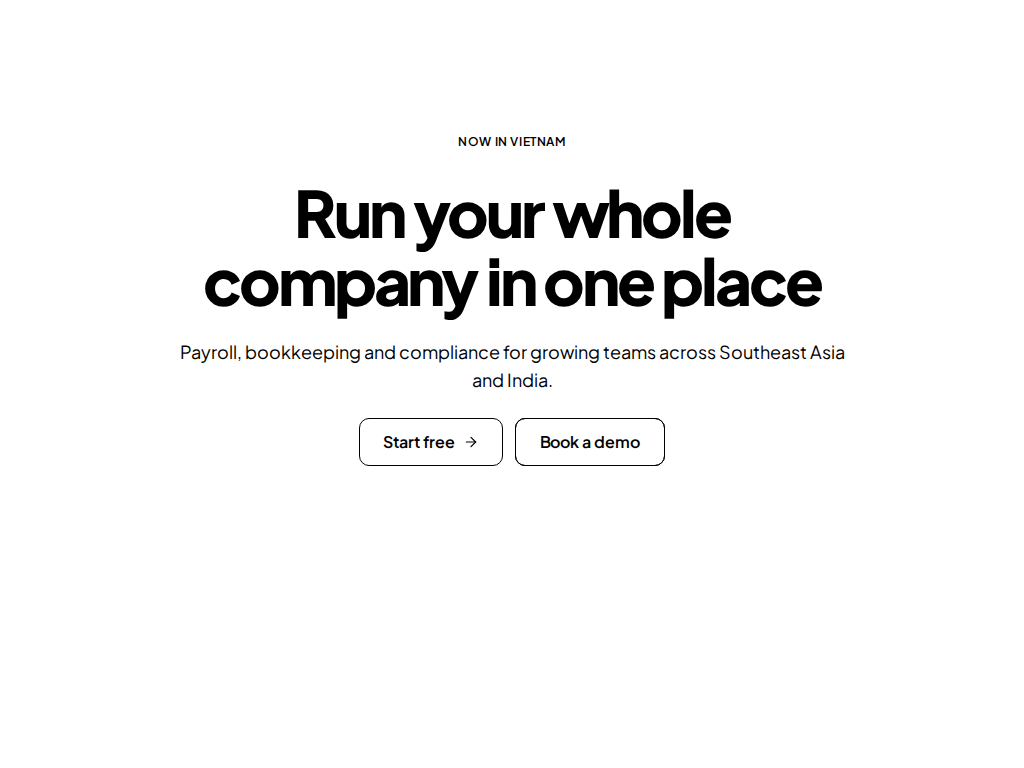 NOW IN VIETNAM
Run your whole
company in one place
Payroll, bookkeeping and compliance for growing teams across Southeast Asia
and India.
Start free →
Book a demo